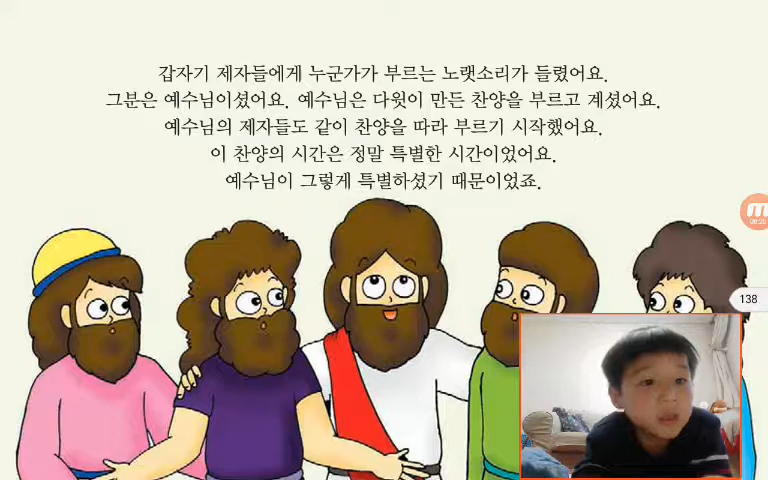 갑자기 제자들에게 누군가가 부르는 노랫소리가 들렸어요.
그분은 예수님이셨어요. 예수님은 다윗이 만든 찬양을 부르고 계셨어요.
예수님의 제자들도 같이 찬양을 따라 부르기 시작했어요.
이 찬양의 시간은 정말 특별한 시간이었어요.
예수님이 그렇게 특별하셨기 때문이었죠.
138